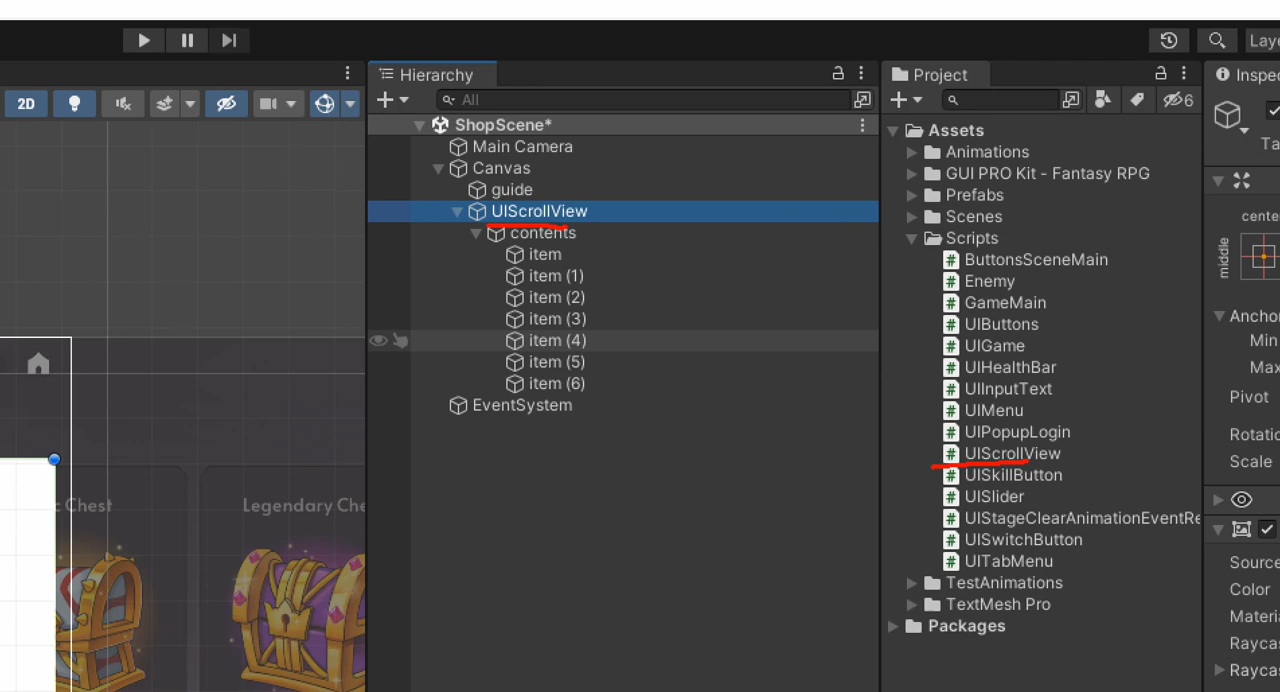 Laye
Hierarchy
Project
Inspec
2D
All
6
ShopScene*
Main Camera
Canvas
guide
UIScrollView
contents
item
item (1)
item (2)
item (3)
item (4)
item (5)
item (6)
EventSystem
Assets
Animations
GUI PRO Kit - Fantasy RPG
Prefabs
Scenes
Scripts
ButtonsSceneMain
Enemy
GameMain
UIButtons
UIGame
UIHealthBar
UIInputText
UIMenu
UIPopupLogin
UIScrollView
UISkillButton
UISlider
UIStageClearAnimationEventRe
UISwitchButton
UITabMenu
TestAnimations
TextMesh Pro
Packages
Ta
cente
middle
Ancho
Min
Max
Pivot
Rotatio
Scale
Source
Color
Materia
Raycas
Raycas
c Chest
Legendary Che